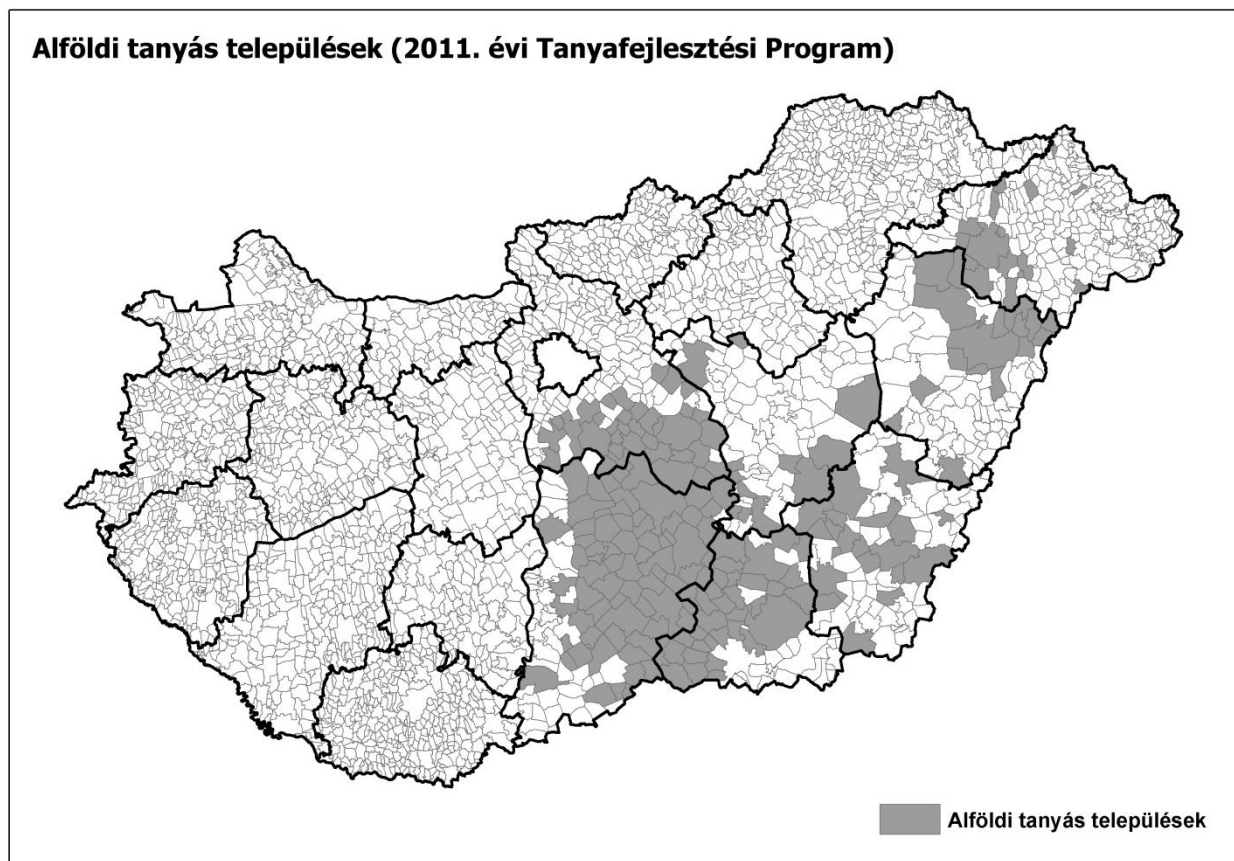 Alföldi tanyás települések (2011. évi Tanyafejlesztési Program)
Alföldi tanyás települések